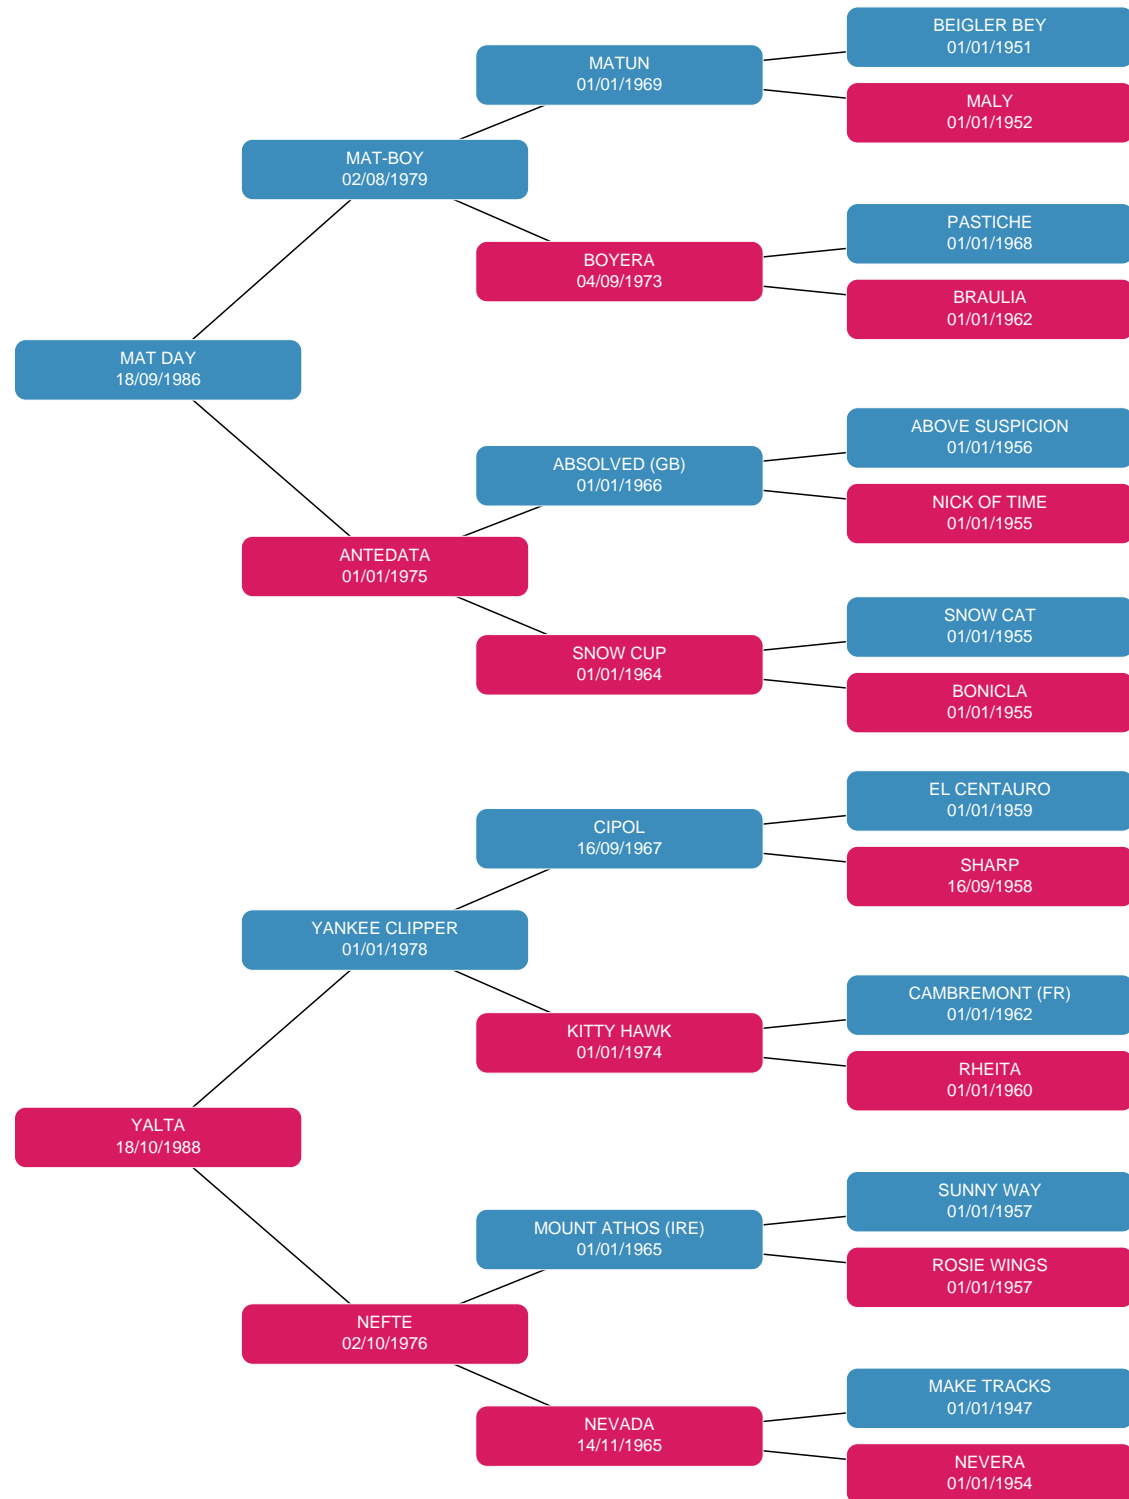 BEIGLER BEY
01/01/1951
MATUN
01/01/1969
MALY
01/01/1952
MAT-BOY
02/08/1979
PASTICHE
01/01/1968
BOYERA
04/09/1973
BRAULIA
01/01/1962
MAT DAY
18/09/1986
ABOVE SUSPICION
01/01/1956
ABSOLVED (GB)
01/01/1966
NICK OF TIME
01/01/1955
ANTEDATA
01/01/1975
SNOW CAT
01/01/1955
SNOW CUP
01/01/1964
BONICLA
01/01/1955
EL CENTAURO
01/01/1959
CIPOL
16/09/1967
SHARP
16/09/1958
YANKEE CLIPPER
01/01/1978
CAMBREMONT (FR)
01/01/1962
KITTY HAWK
01/01/1974
RHEITA
01/01/1960
YALTA
18/10/1988
SUNNY WAY
01/01/1957
MOUNT ATHOS (IRE)
01/01/1965
ROSIE WINGS
01/01/1957
NEFTE
02/10/1976
MAKE TRACKS
01/01/1947
NEVADA
14/11/1965
NEVERA
01/01/1954